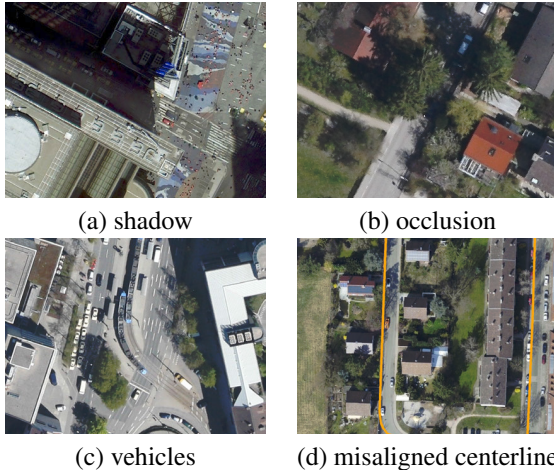 (a) shadow
(b) occlusion
(c) vehicles
(d) misaligned centerline